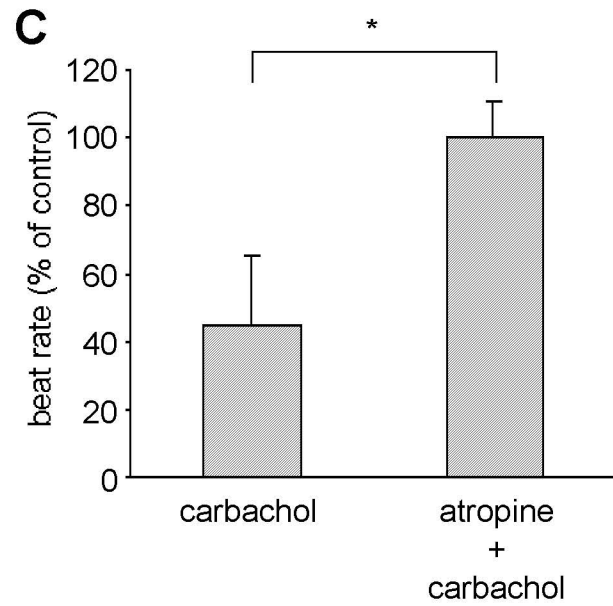 C
*
beat rate (% of control)
120
100
80
60
40
20
0
carbachol
atropine
+
carbachol